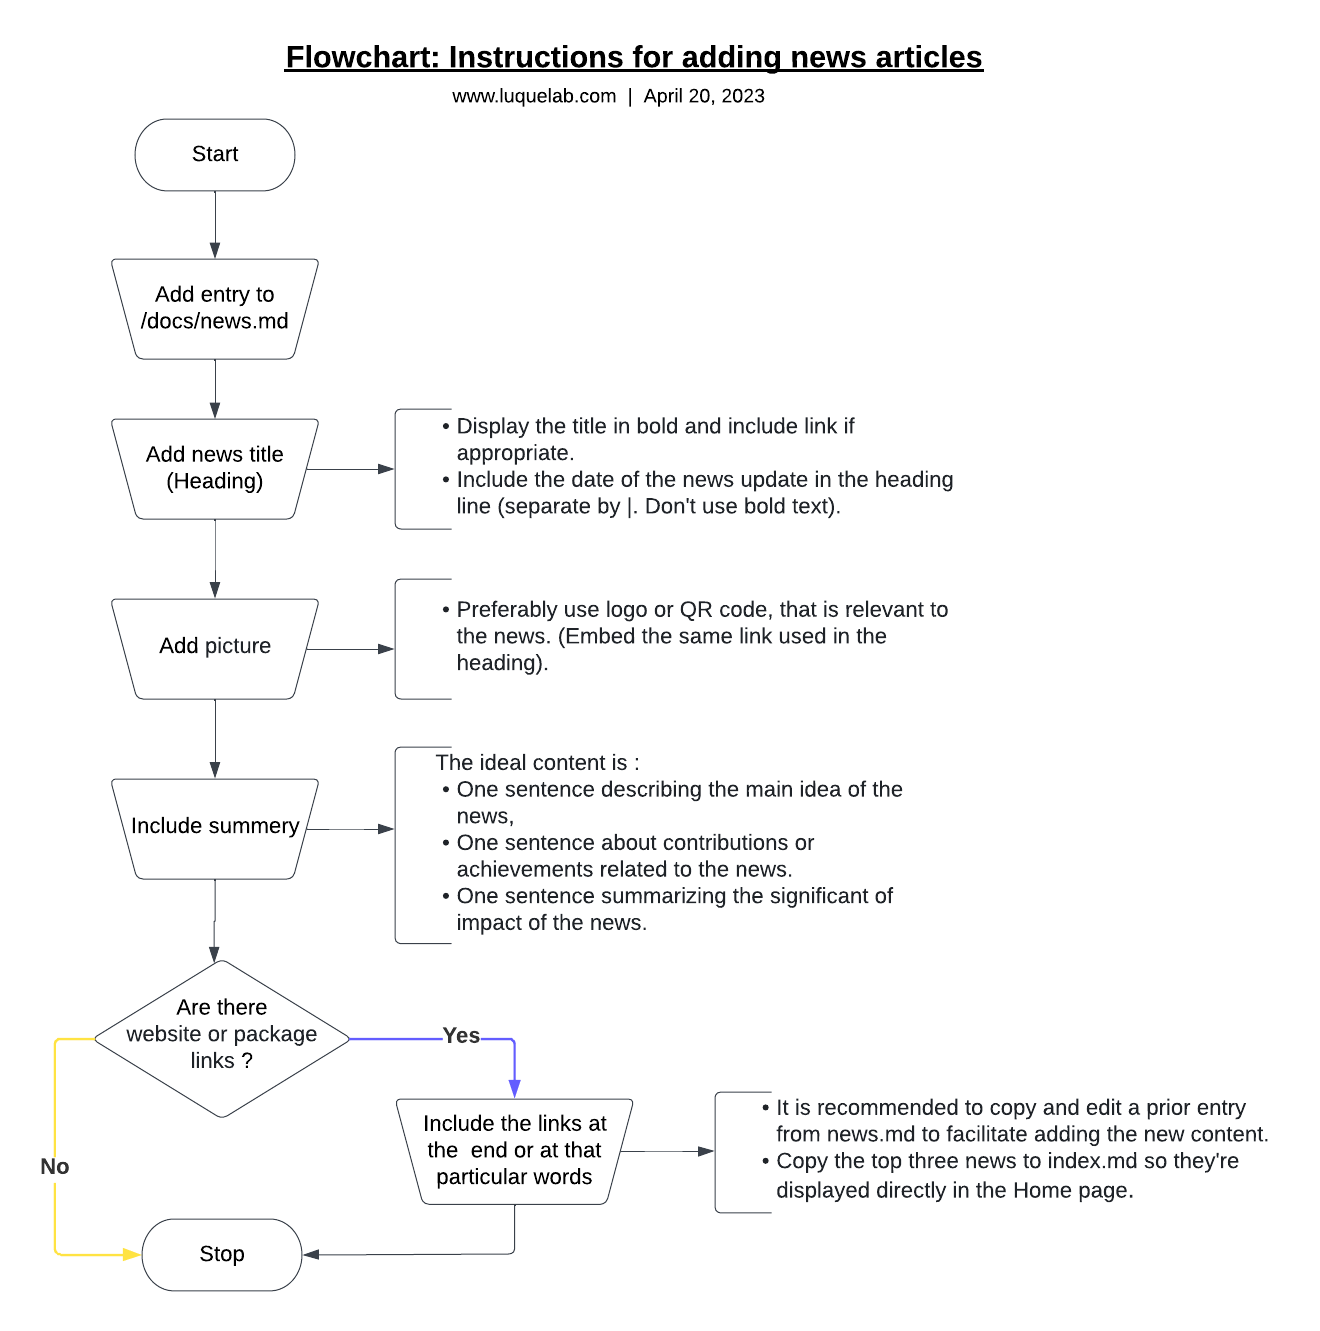 Flowchart: Instructions for adding news articles
www.luquelab.com | April 20, 2023
Start
Add entry to
/docs/news.md
Add news title
(Heading)
• Display the title in bold and include link if
appropriate.
• Include the date of the news update in the heading
line (separate by |. Don't use bold text).
Add picture
• Preferably use logo or QR code, that is relevant to
the news. (Embed the same link used in the
heading).
Include summery
The ideal content is :
• One sentence describing the main idea of the
news,
• One sentence about contributions or
achievements related to the news.
• One sentence summarizing the significant of
impact of the news.
Are there
website or package
links ?
Yes
Include the links at
the  end or at that
particular words
• It is recommended to copy and edit a prior entry
from news.md to facilitate adding the new content.
• Copy the top three news to index.md so they're
displayed directly in the Home page.
No
Stop